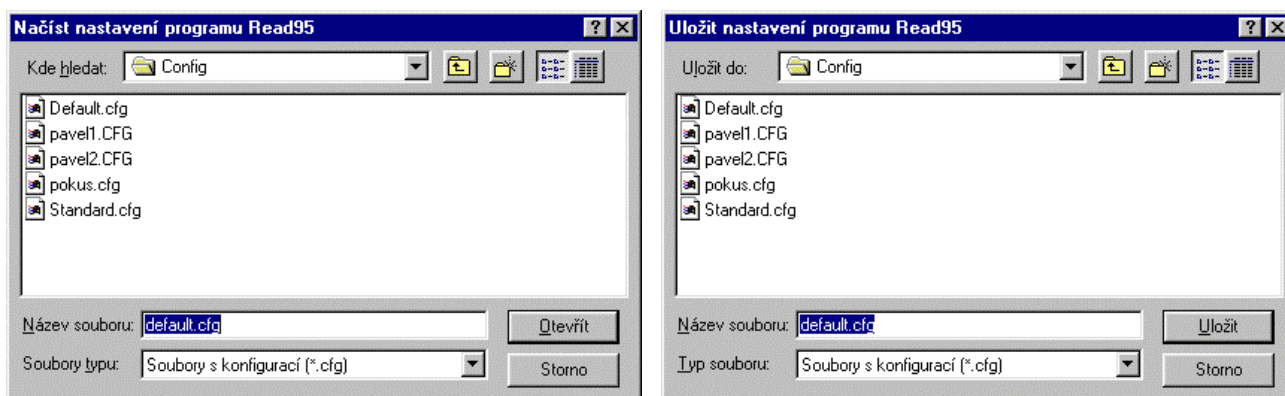 Načíst nastavení programu Read95
Kde hledat: Config
Default.cfg
pavel1.CFG
pavel2.CFG
pokus.cfg
Standard.cfg
Název souboru: default.cfg Otevřít
Soubory typu: Soubory s konfigurací (*.cfg) Storno
Uložit nastavení programu Read95
Uložit do: Config
Default.cfg
pavel1.CFG
pavel2.CFG
pokus.cfg
Standard.cfg
Název souboru: default.cfg Uložit
Typ souboru: Soubory s konfigurací (*.cfg) Storno